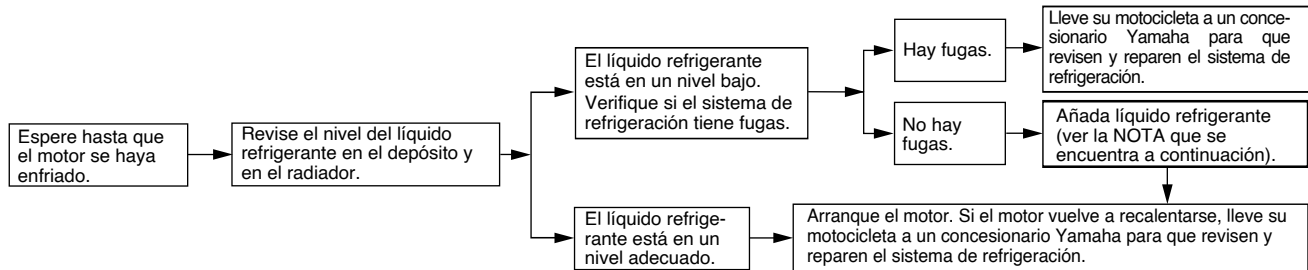 Espere hasta que
el motor se haya
enfriado.
Revise el nivel del líquido
refrigerante en el depósito y
en el radiador.
El líquido refrigerante
está en un nivel bajo.
Verifique si el sistema de
refrigeración tiene fugas.
Hay fugas.
Lleve su motocicleta a un conce-
sionario Yamaha para que
revisen y reparen el sistema de
refrigeración.
No hay
fugas.
Añada líquido refrigerante
(ver la NOTA que se
encuentra a continuación).
El líquido refrige-
rante está en un
nivel adecuado.
Arranque el motor. Si el motor vuelve a recalentarse, lleve su
motocicleta a un concesionario Yamaha para que revisen y
reparen el sistema de refrigeración.